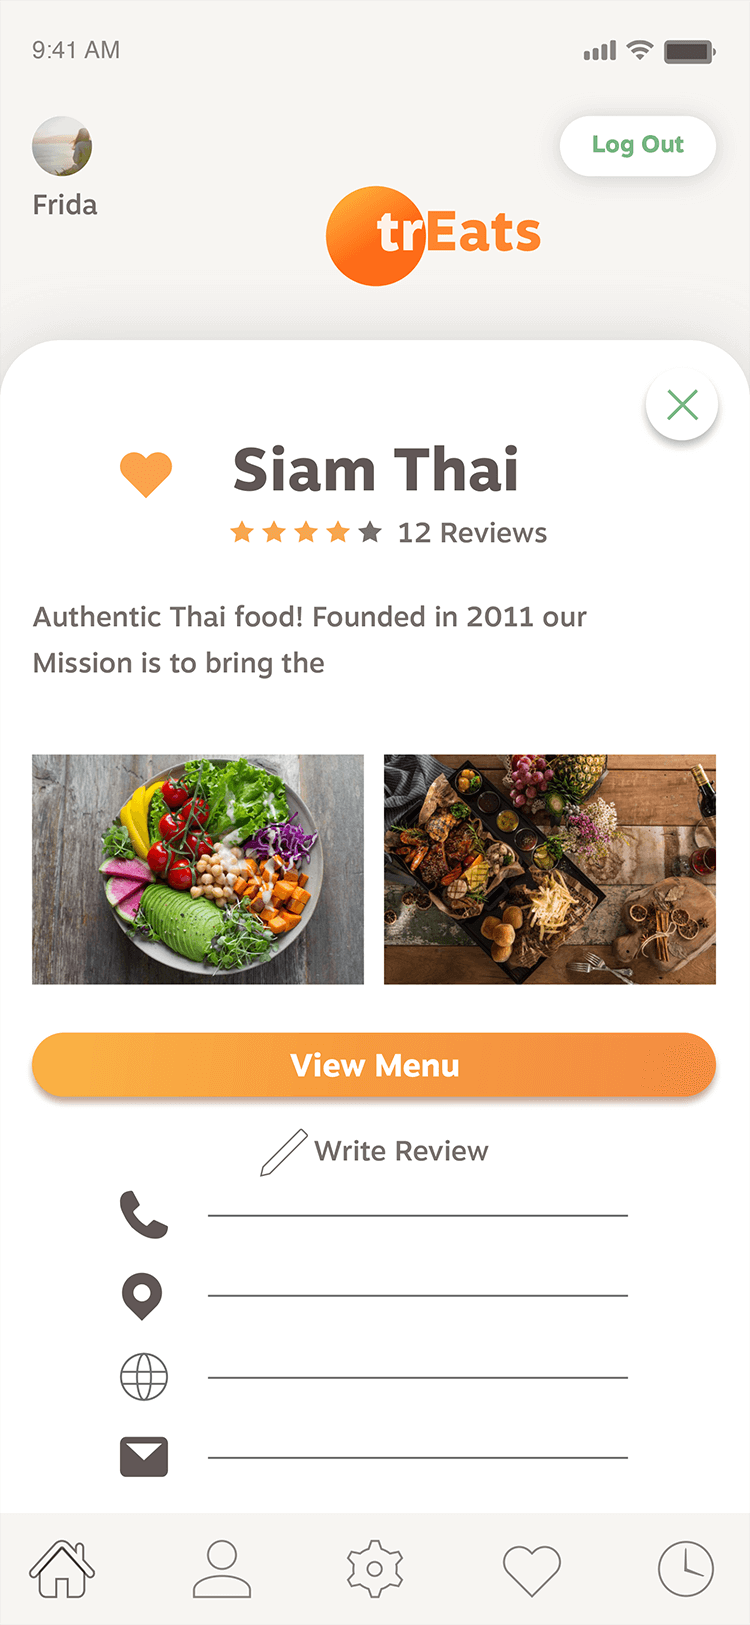 9:41 AM
Log Out
Frida
trEats
Siam Thai
12 Reviews
Authentic Thai food! Founded in 2011 our
Mission is to bring the
View Menu
Write Review